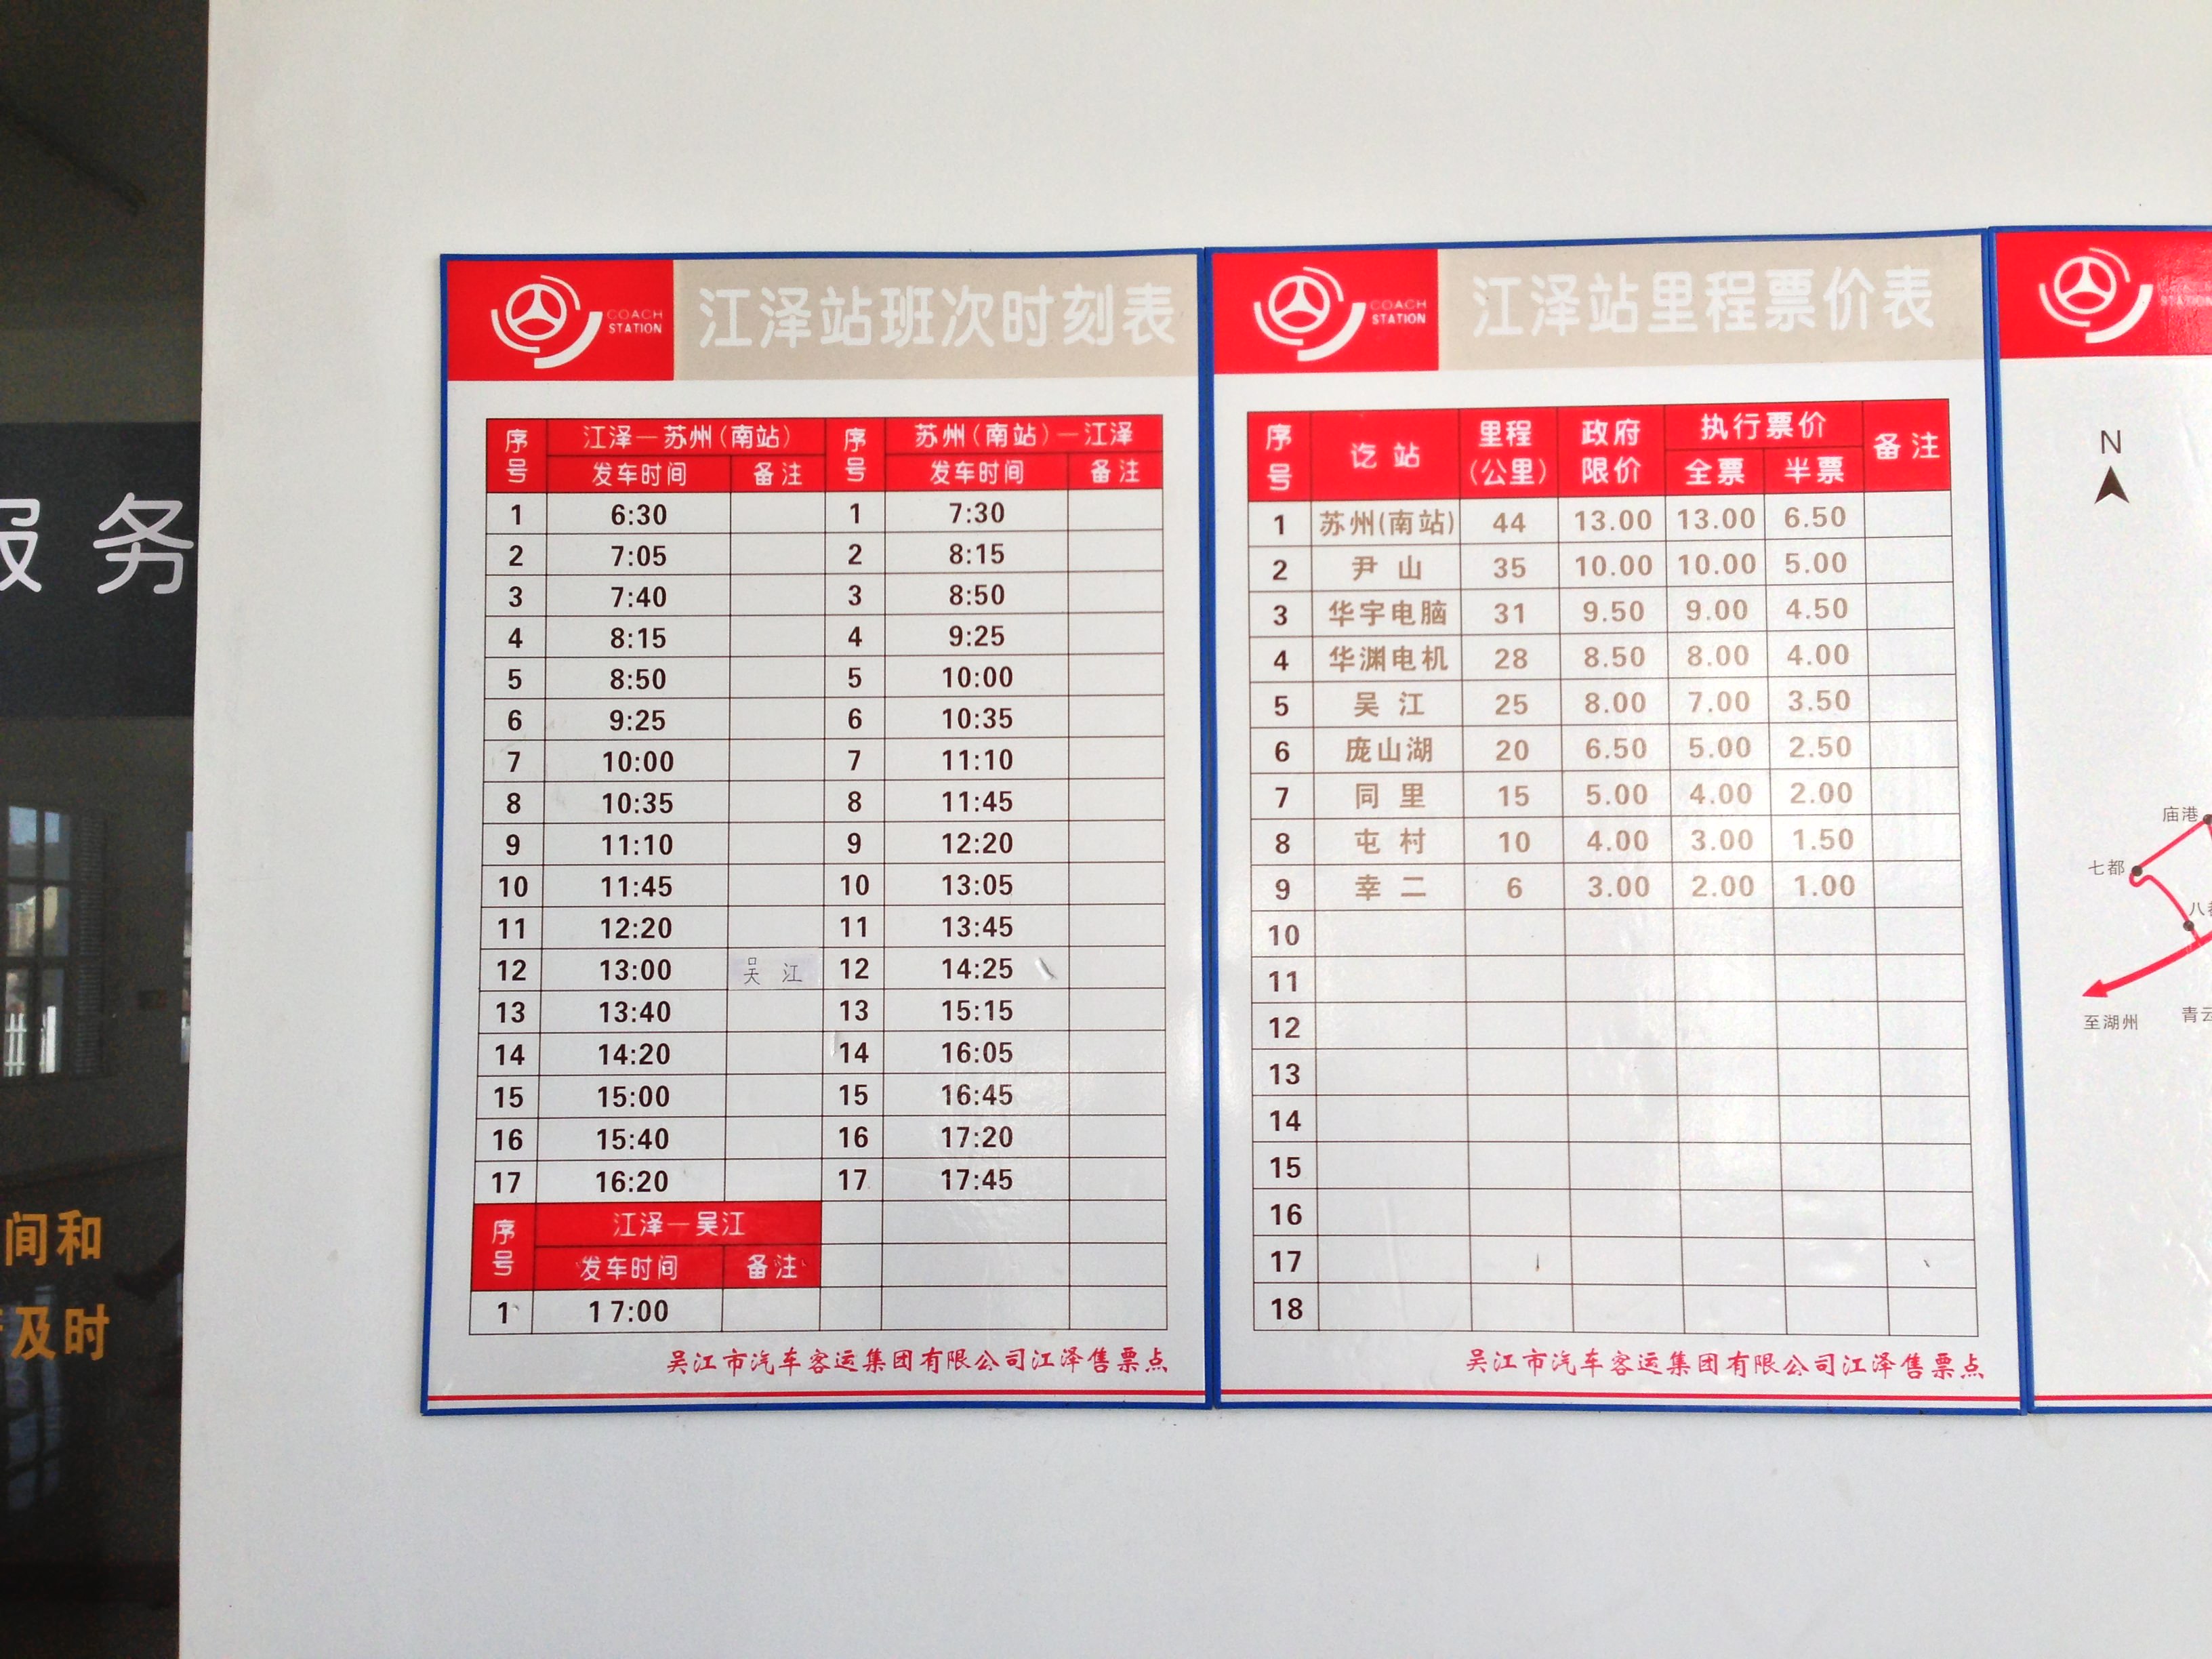 服务
间和
及时
COACH
STATION
江泽站班次时刻表
序号 江泽—苏州(南站) 序号 苏州(南站)—江泽
发车时间 备注 发车时间 备注
1 6:30 1 7:30
2 7:05 2 8:15
3 7:40 3 8:50
4 8:15 4 9:25
5 8:50 5 10:00
6 9:25 6 10:35
7 10:00 7 11:10
8 10:35 8 11:45
9 11:10 9 12:20
10 11:45 10 13:05
11 12:20 11 13:45
12 13:00 吴江 12 14:25
13 13:40 13 15:15
14 14:20 14 16:05
15 15:00 15 16:45
16 15:40 16 17:20
17 16:20 17 17:45
序号 江泽—吴江
发车时间 备注
1 17:00
吴江市汽车客运集团有限公司江泽售票点
COACH
STATION
江泽站里程票价表
序号 讫站 里程(公里) 政府限价 执行票价 备注
全票 半票
1 苏州(南站) 44 13.00 13.00 6.50
2 尹山 35 10.00 10.00 5.00
3 华宇电脑 31 9.50 9.00 4.50
4 华渊电机 28 8.50 8.00 4.00
5 吴江 25 8.00 7.00 3.50
6 庞山湖 20 6.50 5.00 2.50
7 同里 15 5.00 4.00 2.00
8 屯村 10 4.00 3.00 1.50
9 幸二 6 3.00 2.00 1.00
10
11
12
13
14
15
16
17
18
吴江市汽车客运集团有限公司江泽售票点
N
庙港
七都
八
至湖州
青云